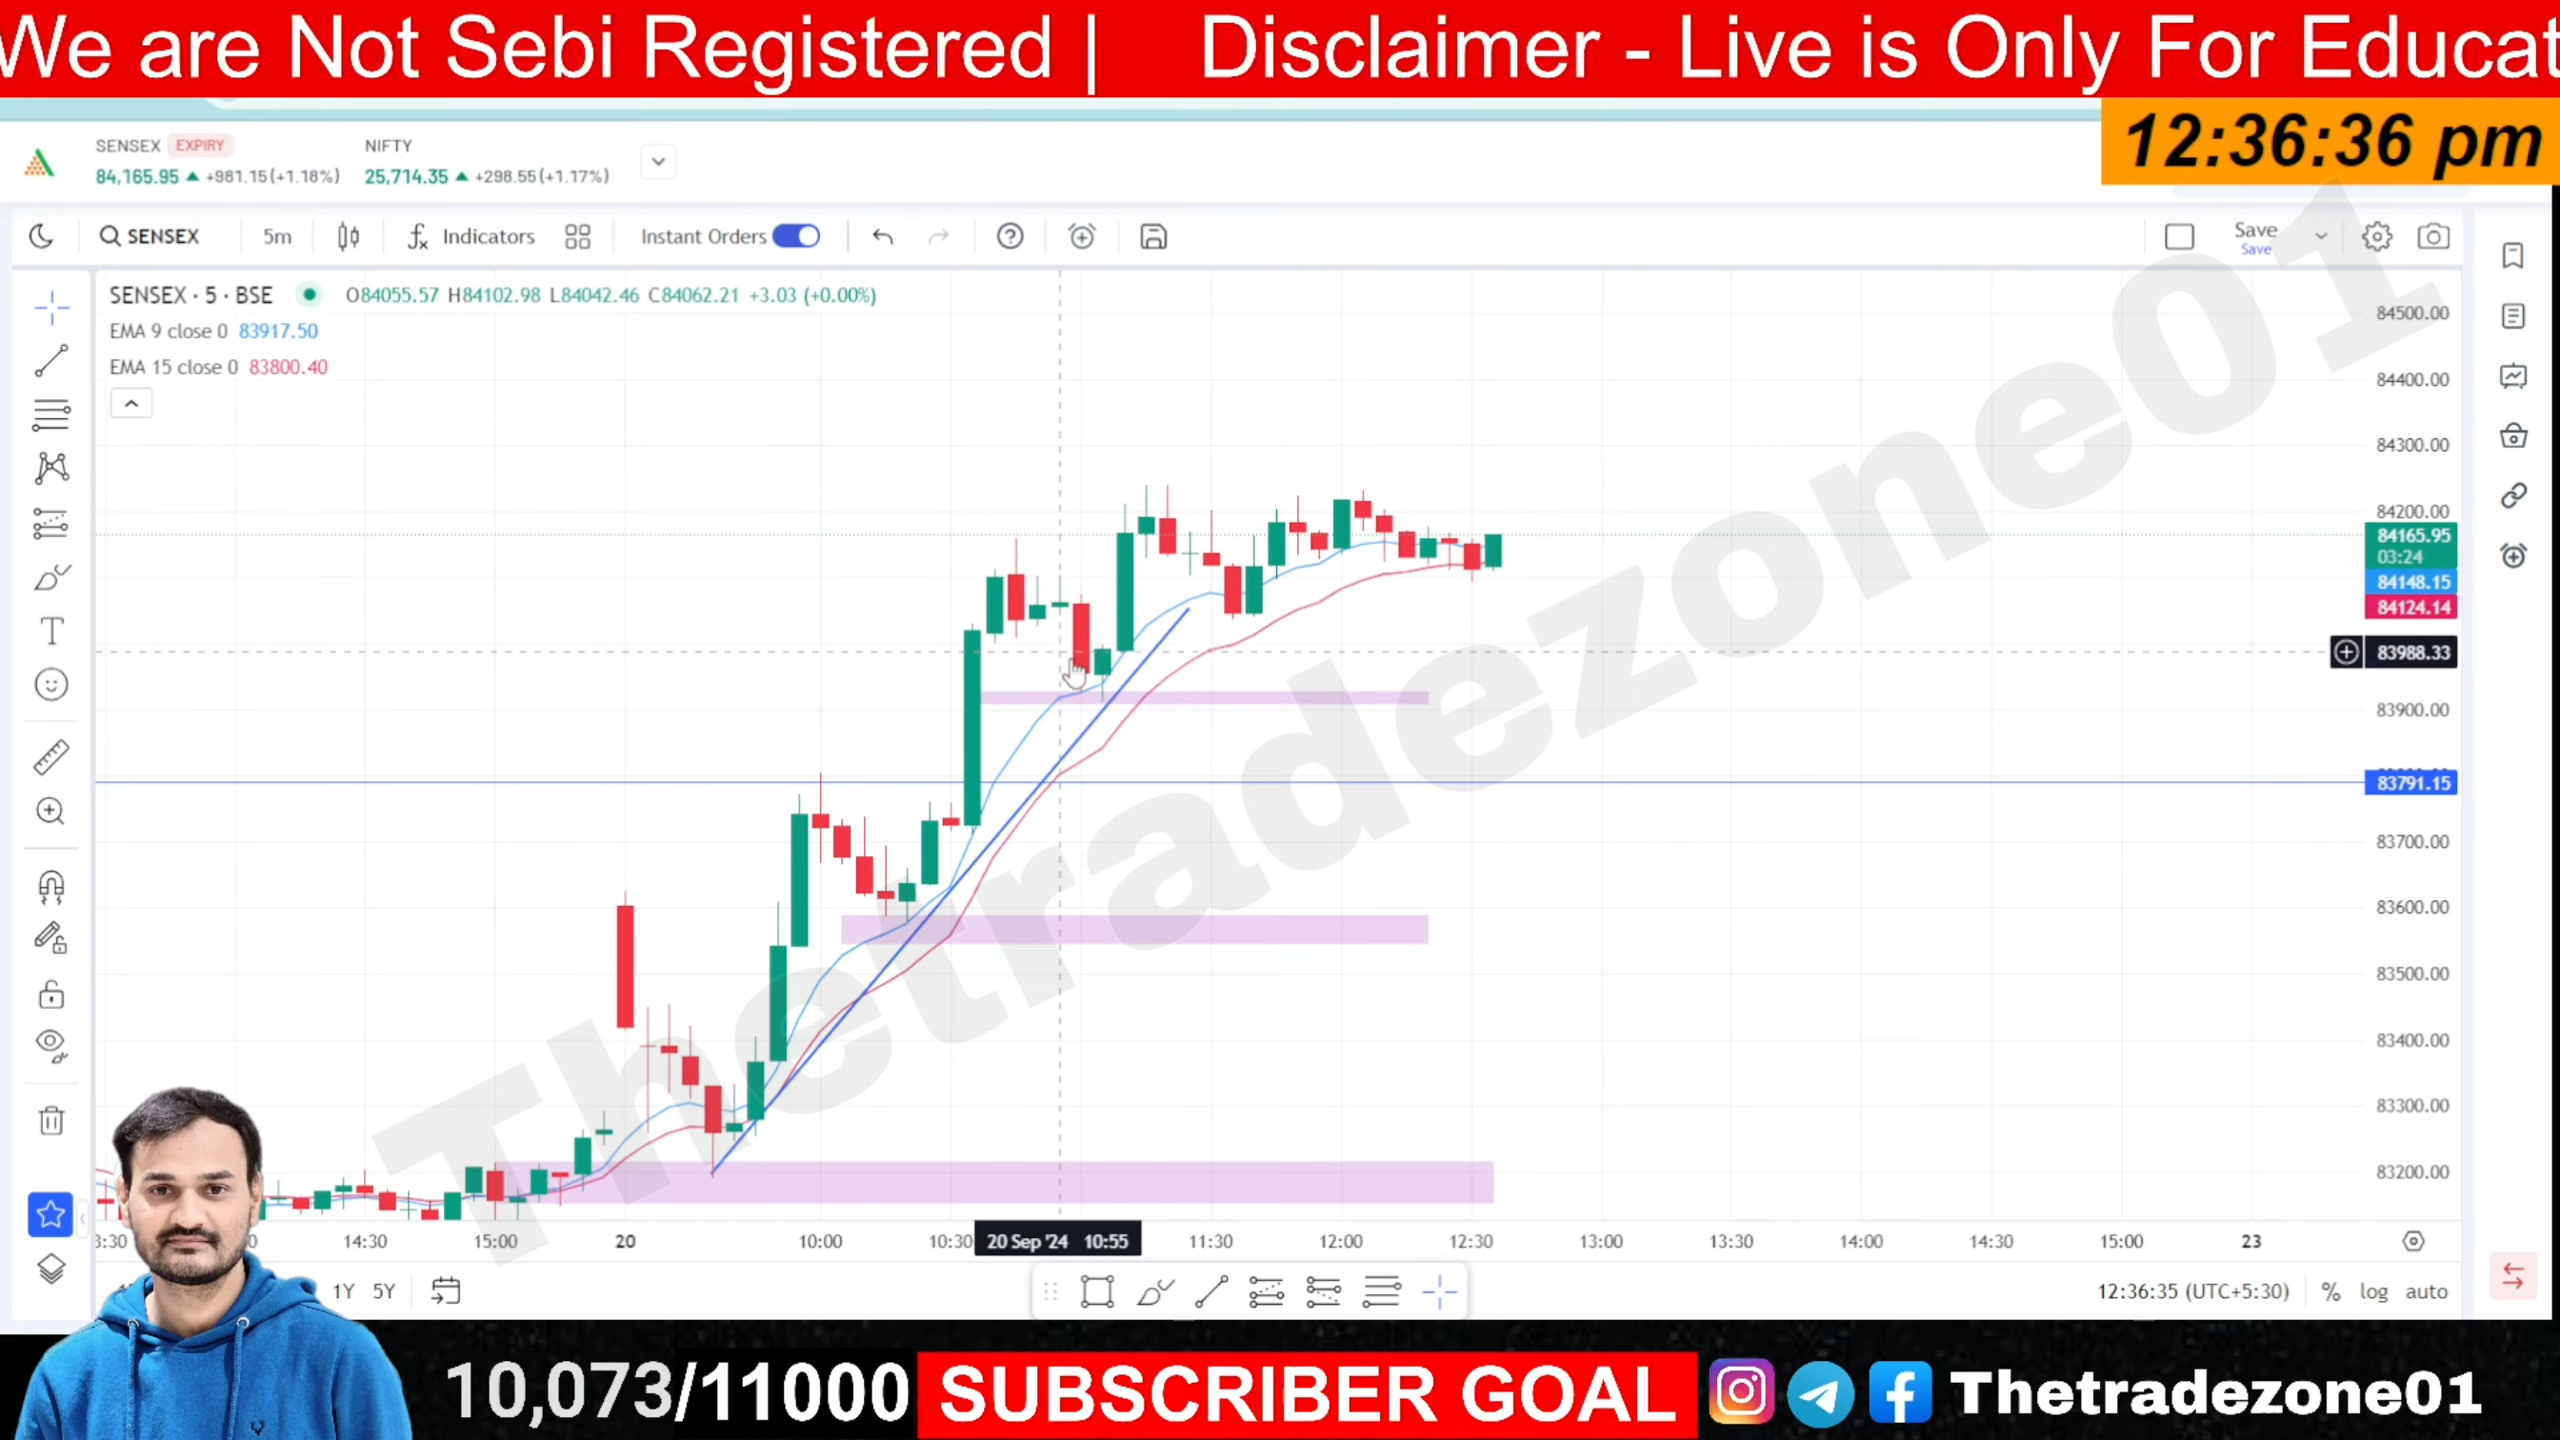 We are Not Sebi Registered | Disclaimer - Live is Only For Educat
12:36:36 pm
SENSEX EXPIRY NIFTY
84,165.95 ▲ +981.15(+1.18%) 25,714.35 ▲ +298.55(+1.17%)
SENSEX 5m Indicators Instant Orders Save
Save
SENSEX · 5 · BSE O84055.57 H84102.98 L84042.46 C84062.21 +3.03 (+0.00%)
EMA 9 close 0 83917.50
EMA 15 close 0 83800.40
84500.00
84400.00
84300.00
84200.00
84165.95
03:24
84148.15
84124.14
83988.33
83900.00
83791.15
83700.00
83600.00
83500.00
83400.00
83300.00
83200.00
Thetradezone01
3:30 14:30 15:00 20 10:00 10:30 20 Sep '24 10:55 11:30 12:00 12:30 13:00 13:30 14:00 14:30 15:00 23
1Y 5Y 12:36:35 (UTC+5:30) % log auto
10,073/11000 SUBSCRIBER GOAL Thetradezone01